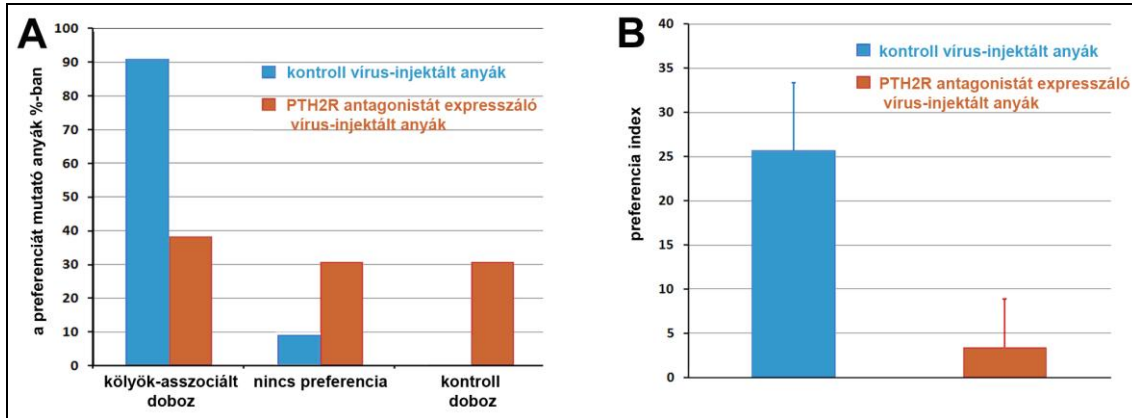 A
a preferenciát mutató anyák %-ban
100
90
80
70
60
50
40
30
20
10
0
kontroll vírus-injektált anyák
PTH2R antagonistát expresszáló
vírus-injektált anyák
kölyök-asszociált
doboz
nincs preferencia
kontroll
doboz
B
preferencia index
40
35
30
25
20
15
10
5
0
kontroll vírus-injektált anyák
PTH2R antagonistát expresszáló
vírus-injektált anyák